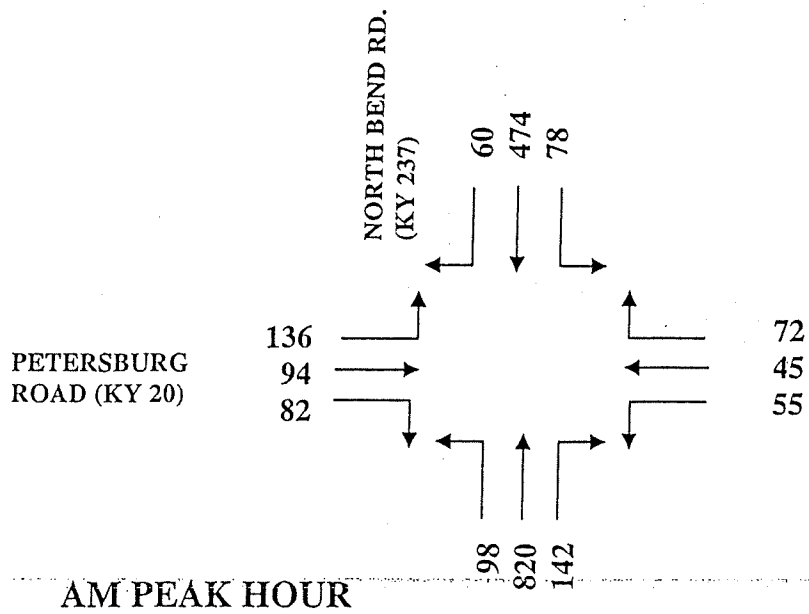 NORTH BEND RD.
(KY 237)
60
474
78
136
94
82
PETERSBURG
ROAD (KY 20)
72
45
55
98
820
142
AM PEAK HOUR